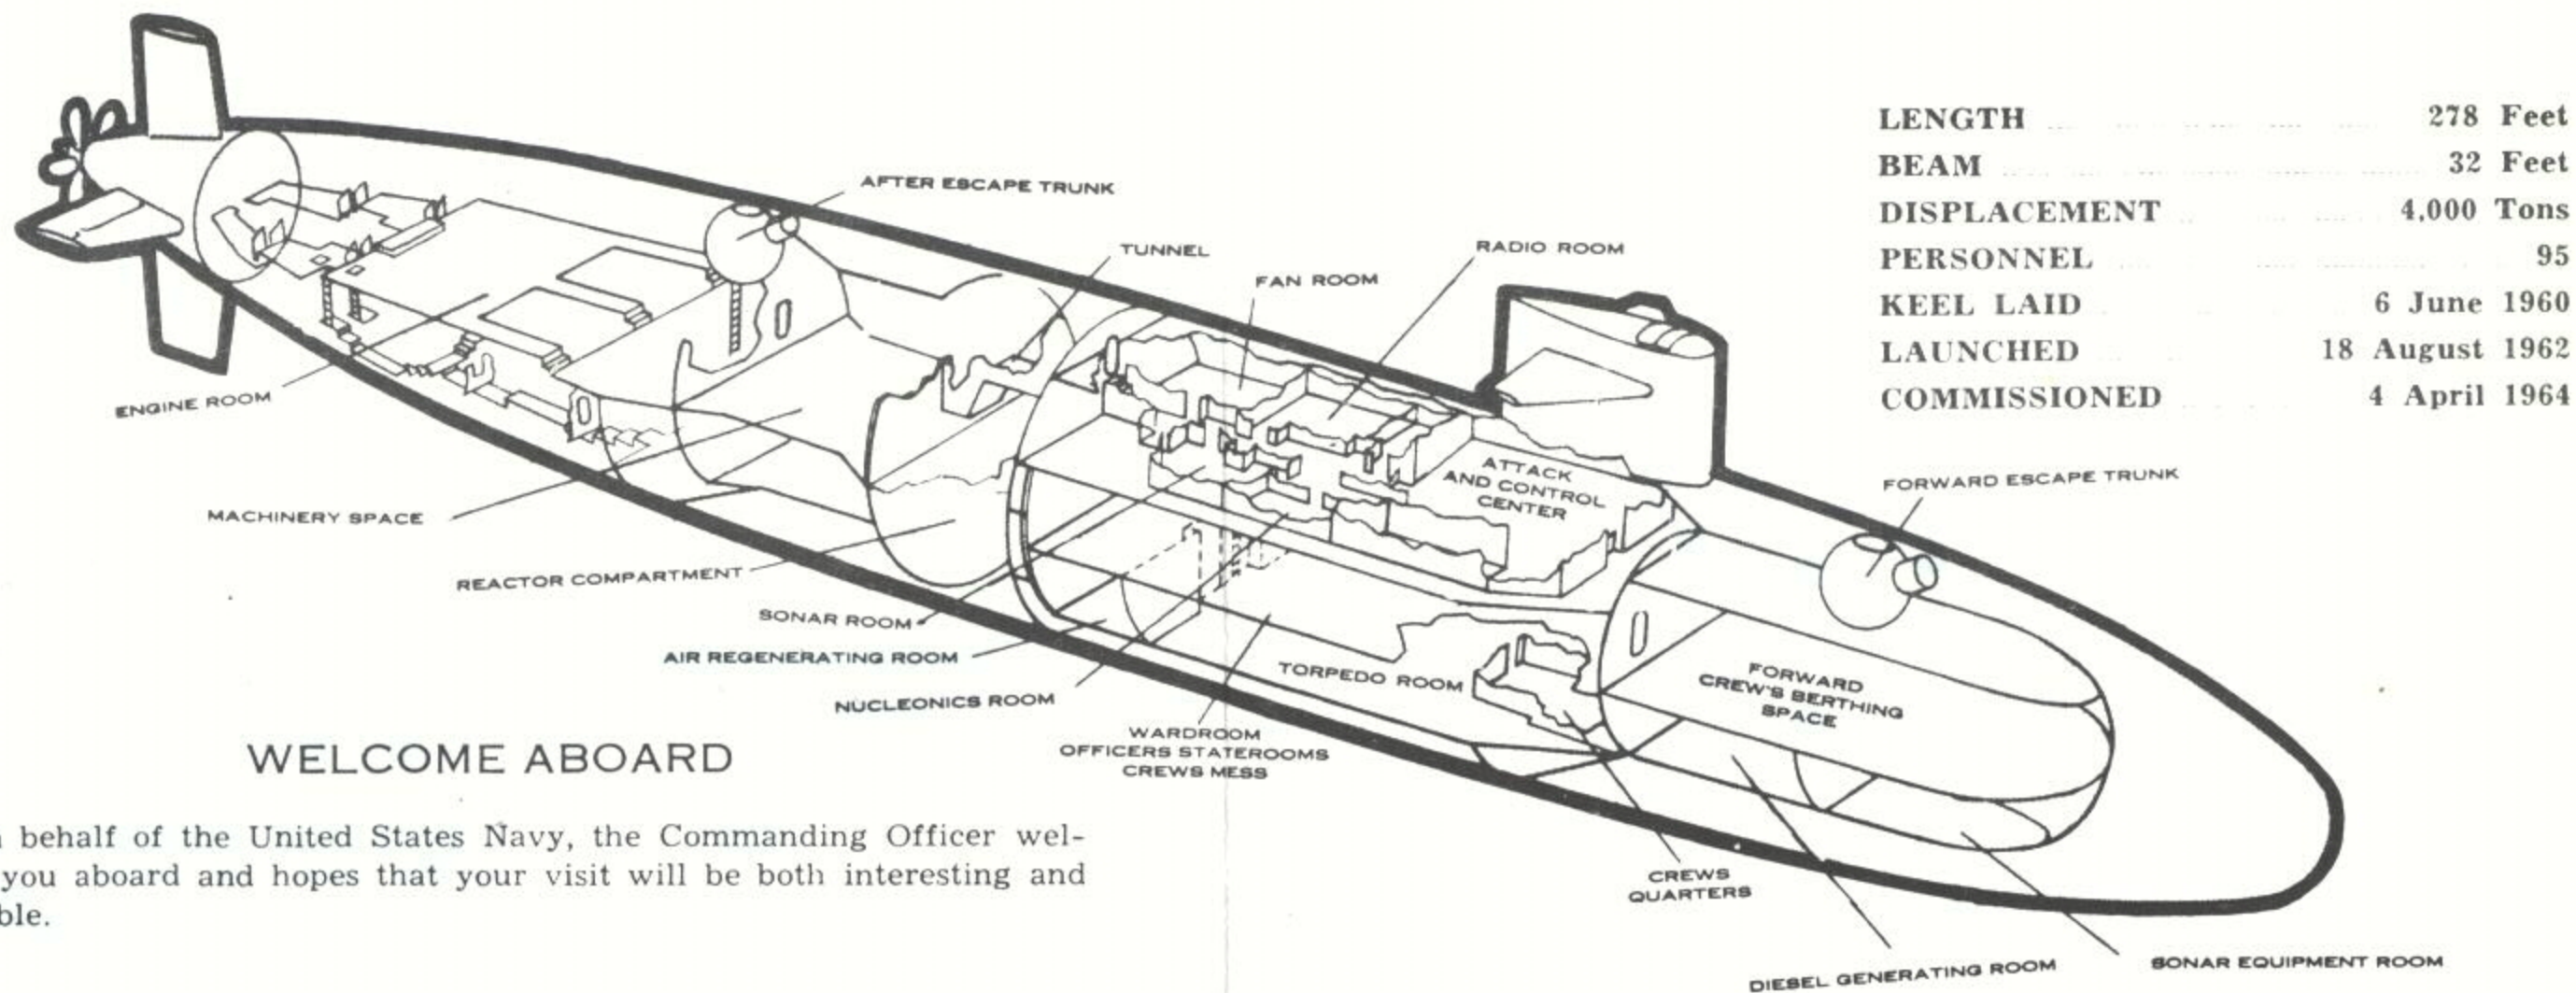 LENGTH 278 Feet
BEAM 32 Feet
DISPLACEMENT 4,000 Tons
PERSONNEL 95
KEEL LAID 6 June 1960
LAUNCHED 18 August 1962
COMMISSIONED 4 April 1964
AFTER ESCAPE TRUNK
TUNNEL
RADIO ROOM
FAN ROOM
ENGINE ROOM
ATTACK
AND CONTROL
CENTER
FORWARD ESCAPE TRUNK
MACHINERY SPACE
REACTOR COMPARTMENT
SONAR ROOM
AIR REGENERATING ROOM
NUCLEONICS ROOM
TORPEDO ROOM
FORWARD
CREW'S BERTHING
SPACE
WARDROOM
OFFICERS STATEROOMS
CREWS MESS
CREWS
QUARTERS
DIESEL GENERATING ROOM
SONAR EQUIPMENT ROOM
WELCOME ABOARD
behalf of the United States Navy, the Commanding Officer wel-
you aboard and hopes that your visit will be both interesting and
ble.